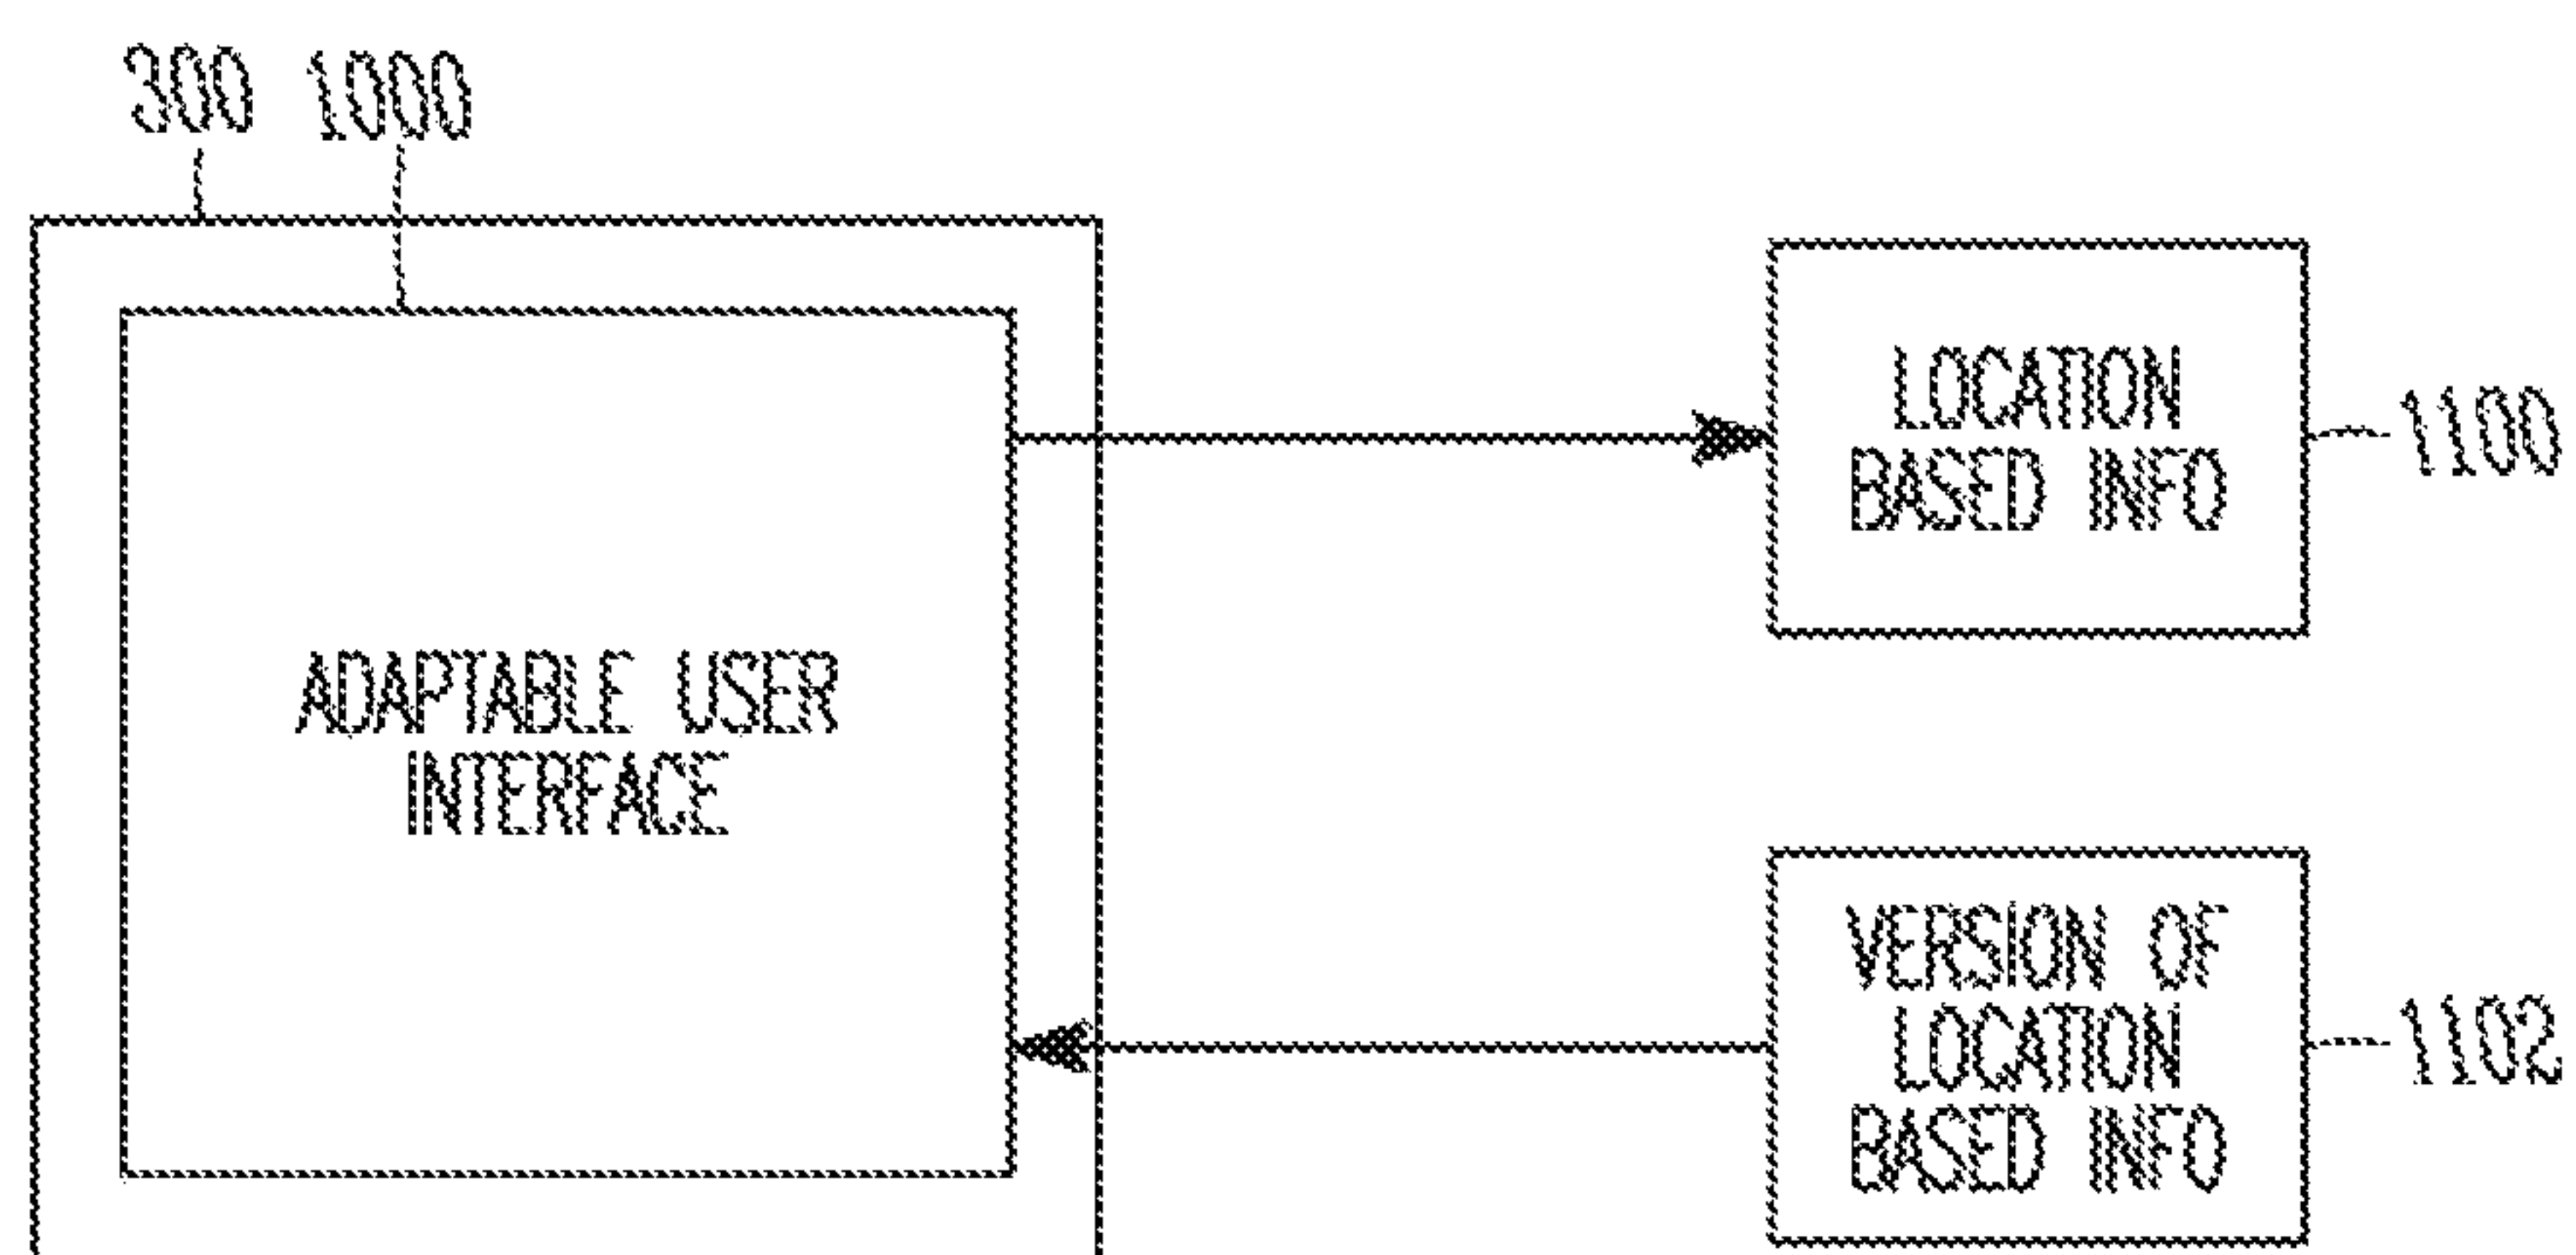 300 1000
LOCATION
BASED INFO
1100
ADAPTABLE USER
INTERFACE
VERSION OF
LOCATION
BASED INFO
1102